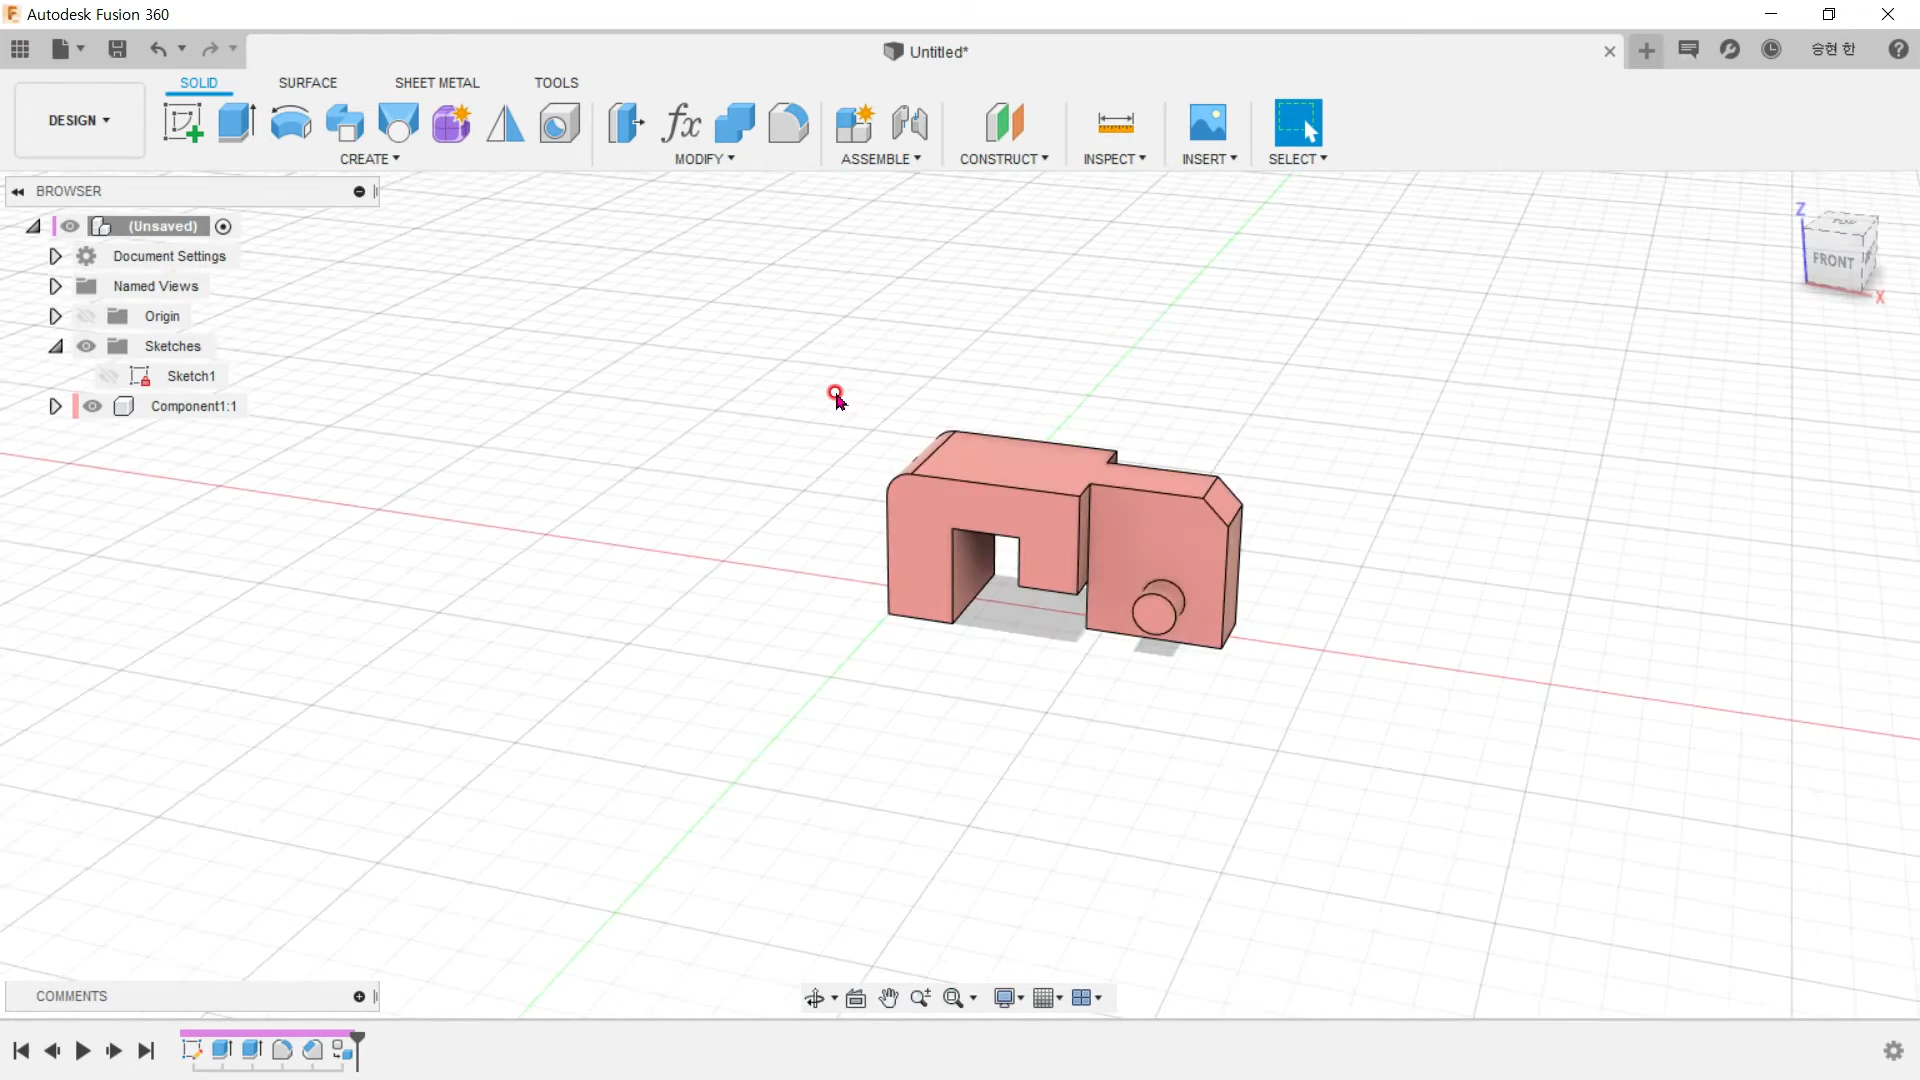 Autodesk Fusion 360
Untitled*
승현 한
DESIGN
SOLID
SURFACE
SHEET METAL
TOOLS
CREATE
MODIFY
ASSEMBLE
CONSTRUCT
INSPECT
INSERT
SELECT
BROWSER
(Unsaved)
Document Settings
Named Views
Origin
Sketches
Sketch1
Component1:1
Z
TOP
FRONT
X
COMMENTS